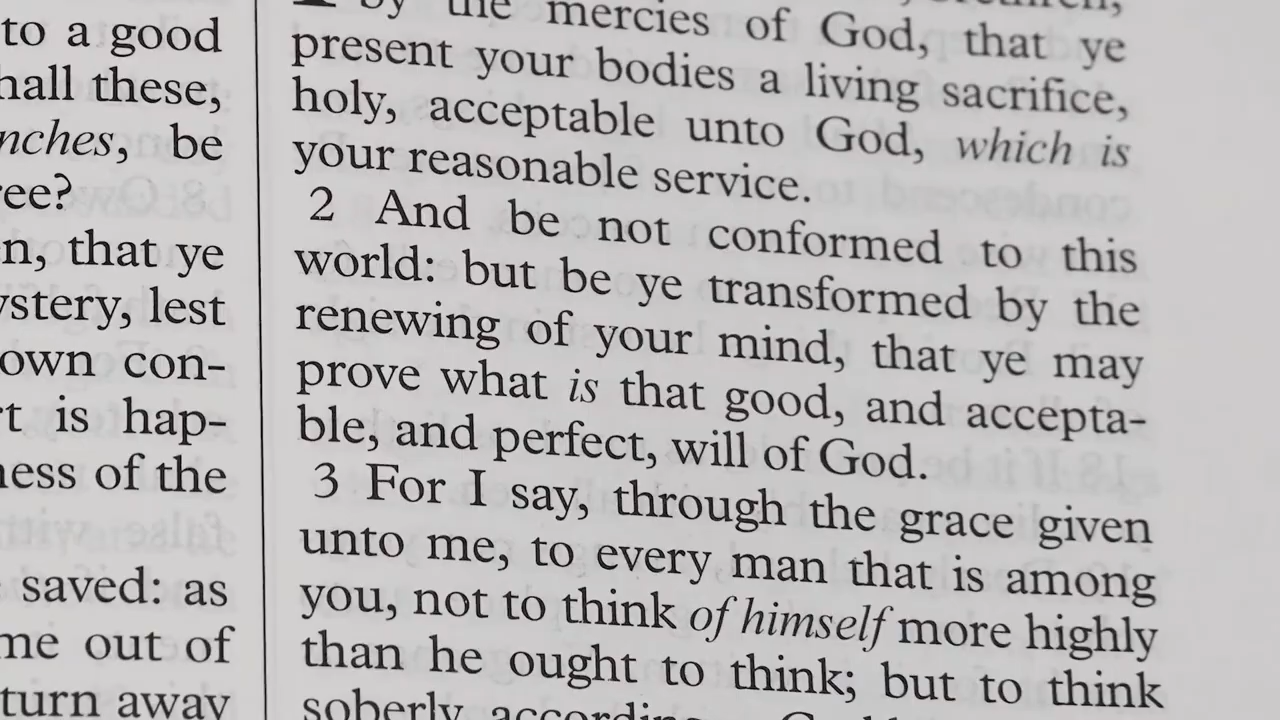 to a good
hall these,
nches, be
ree?
n, that ye
ystery, lest
own con-
rt is hap-
ness of the
saved: as
me out of
turn away
by the mercies of God, that ye
present your bodies a living sacrifice,
holy, acceptable unto God, which is
your reasonable service.
2 And be not conformed to this
world: but be ye transformed by the
renewing of your mind, that ye may
prove what is that good, and accepta-
ble, and perfect, will of God.
3 For I say, through the grace given
unto me, to every man that is among
you, not to think of himself more highly
than he ought to think; but to think
soberly